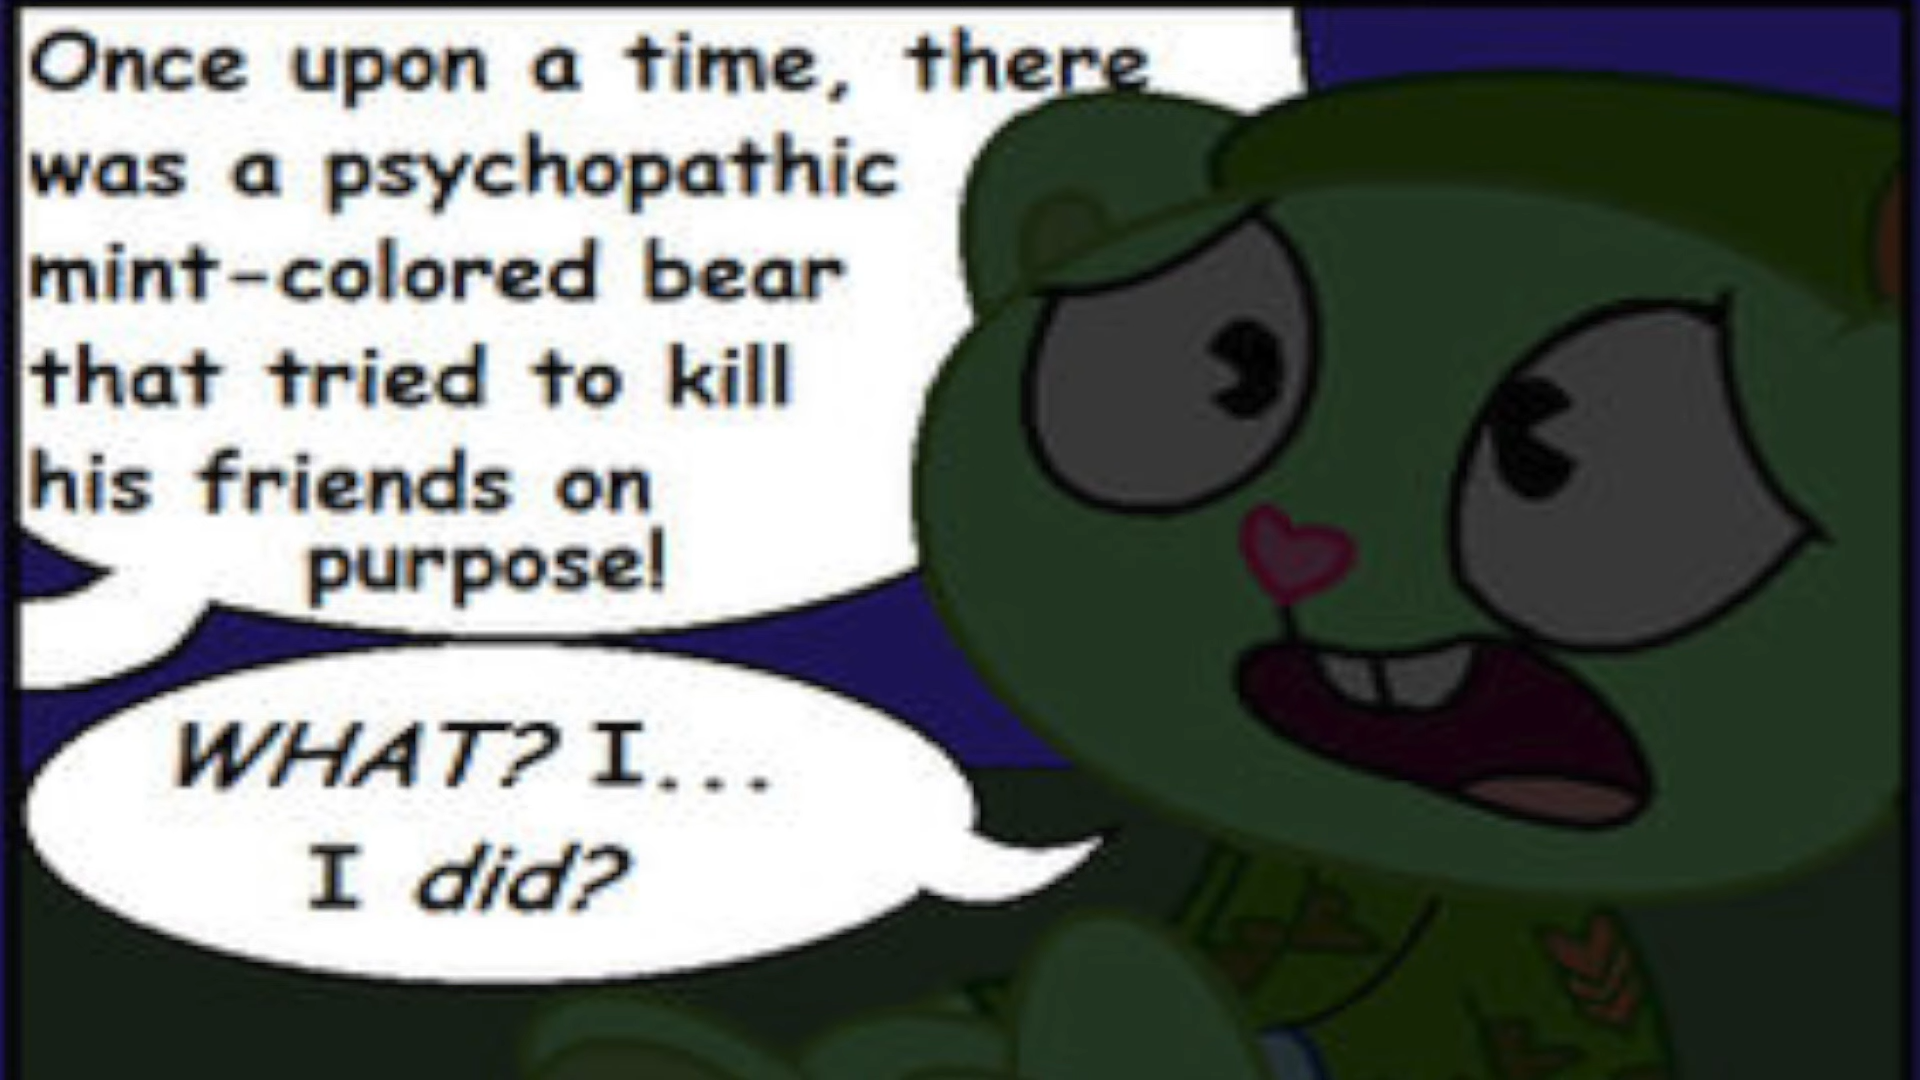 Once upon a time, there
was a psychopathic
mint-colored bear
that tried to kill
his friends on
purpose!
WHAT? I...
I did?